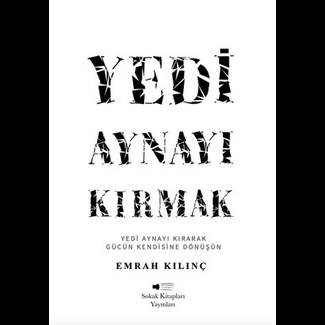 YEDİ
AYNAYI
KIRMAK
YEDİ AYNAYI KIRARAK
GÜCÜN KENDİSİNE DÖNÜŞÜN
EMRAH KILINÇ
Sokak Kitapları
Yayınları